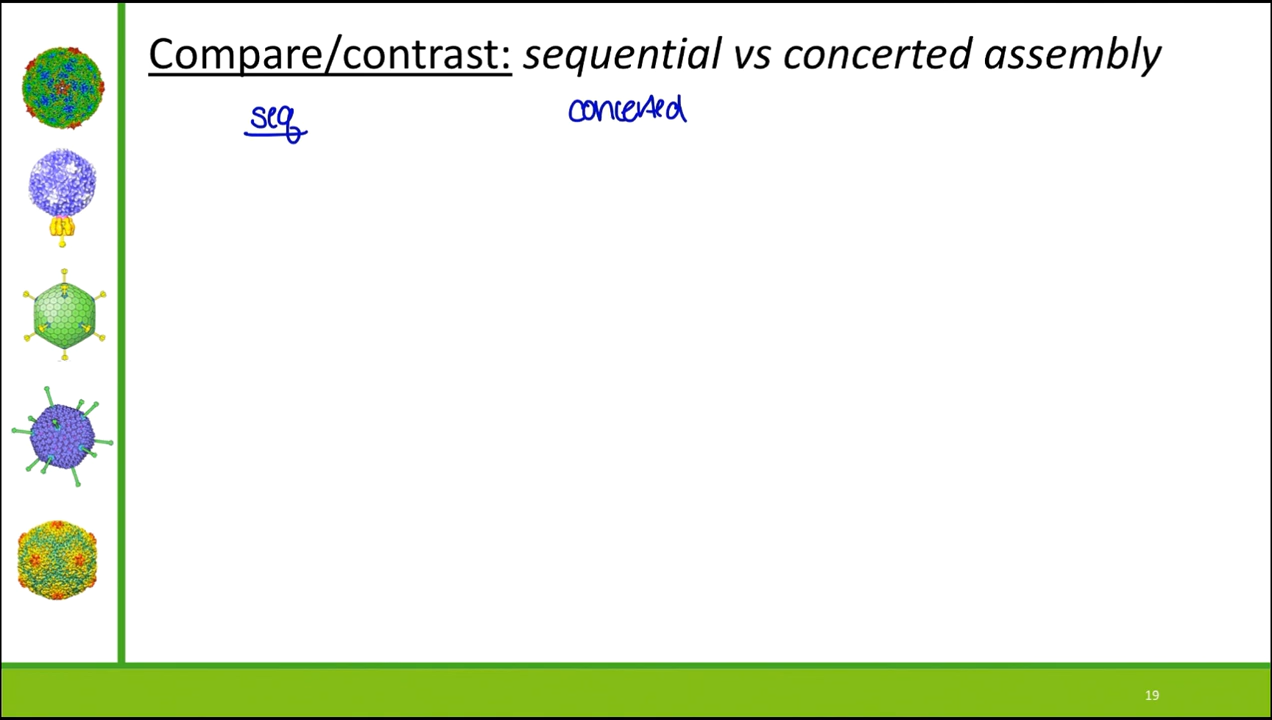 Compare/contrast: sequential vs concerted assembly
seq concerted
19